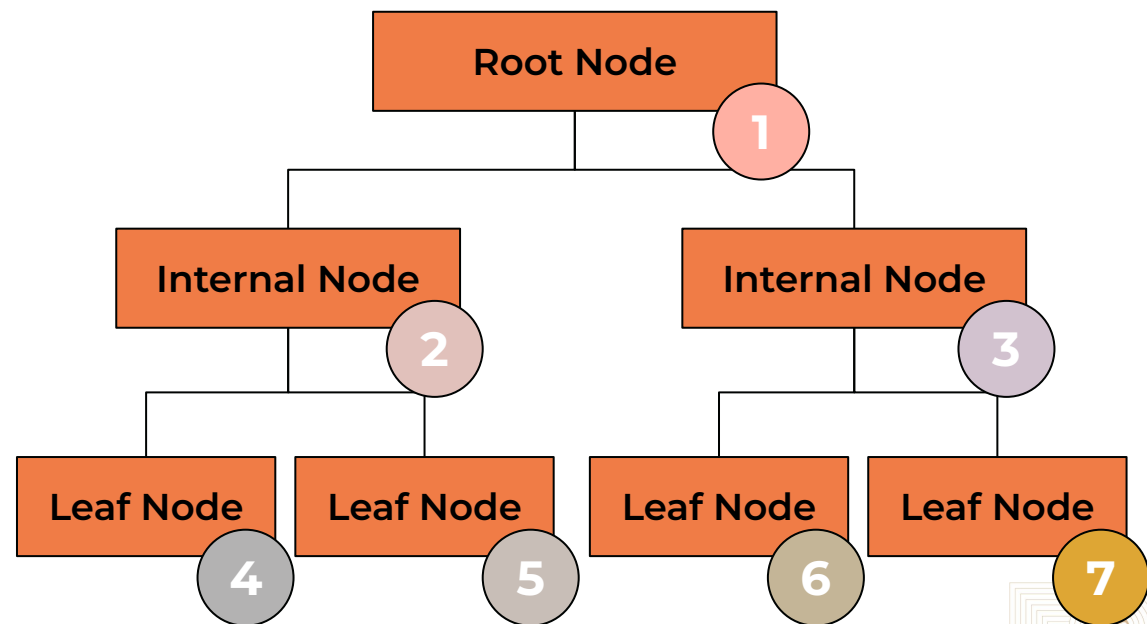 Root Node
1
Internal Node
Internal Node
2
3
Leaf Node
Leaf Node
Leaf Node
Leaf Node
4
5
6
7